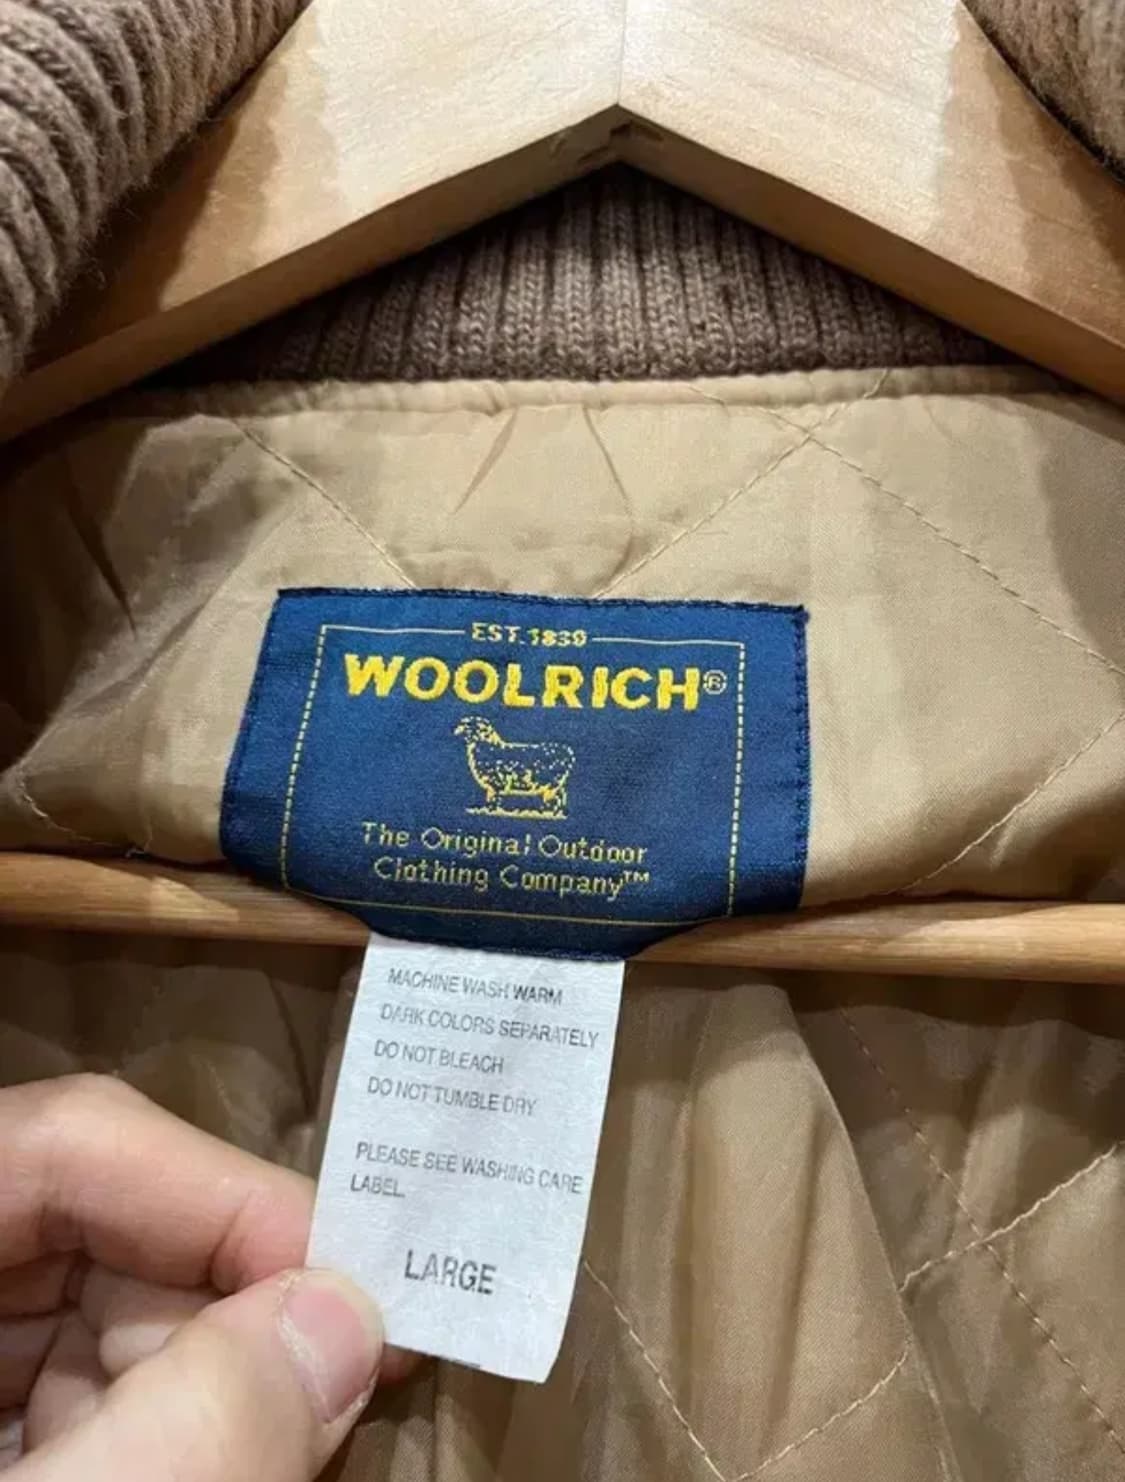 EST. 1830
WOOLRICH®
The Original Outdoor
Clothing Company™
MACHINE WASH WARM
DARK COLORS SEPARATELY
DO NOT BLEACH
DO NOT TUMBLE DRY
PLEASE SEE WASHING CARE
LABEL.
LARGE